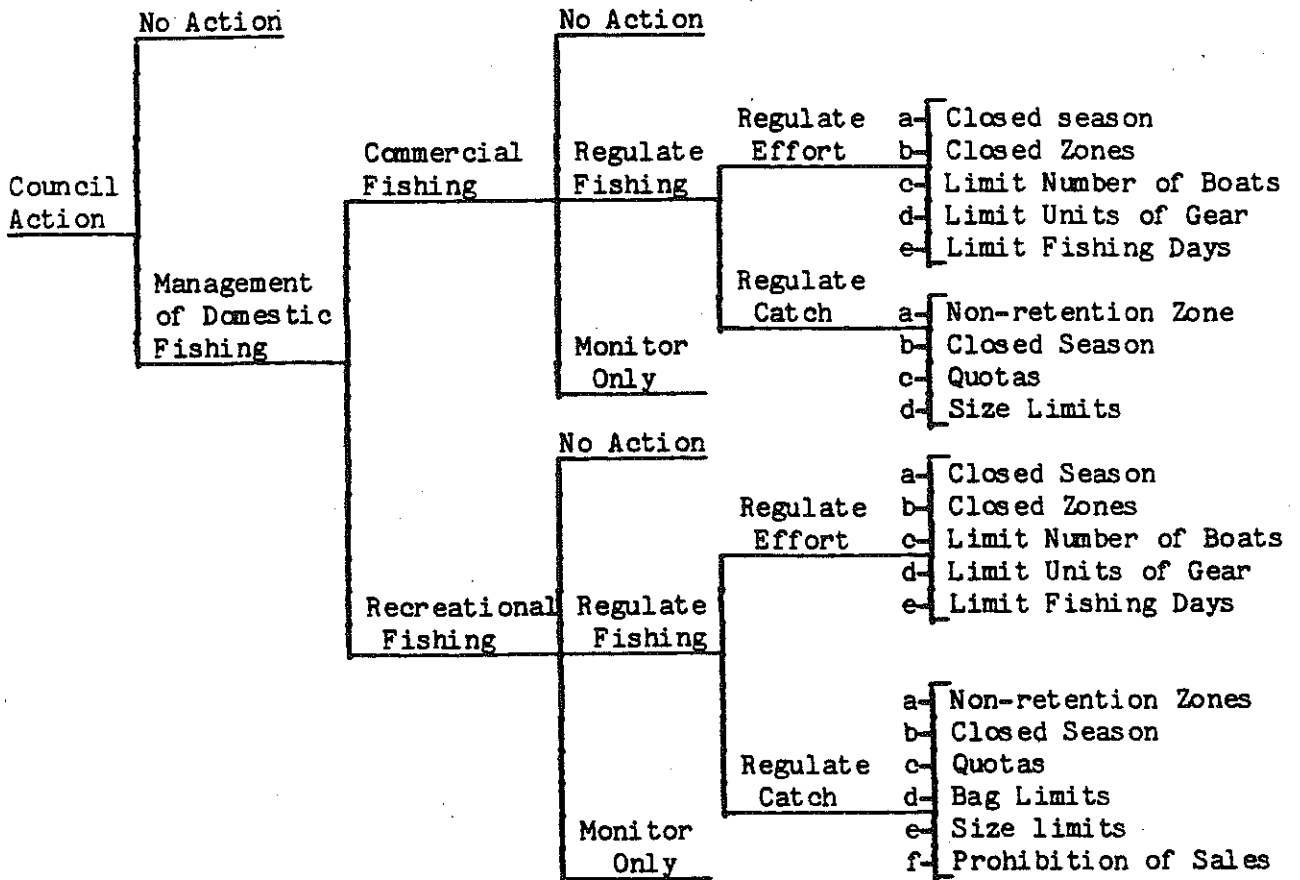 No Action
Council
Action
Management
of Domestic
Fishing
Commercial
Fishing
No Action
Regulate
Fishing
Monitor
Only
Regulate
Effort
a- Closed season
b- Closed Zones
c- Limit Number of Boats
d- Limit Units of Gear
e- Limit Fishing Days
Regulate
Catch
a- Non-retention Zone
b- Closed Season
c- Quotas
d- Size Limits
Recreational
Fishing
No Action
Regulate
Fishing
Monitor
Only
Regulate
Effort
a- Closed Season
b- Closed Zones
c- Limit Number of Boats
d- Limit Units of Gear
e- Limit Fishing Days
Regulate
Catch
a- Non-retention Zones
b- Closed Season
c- Quotas
d- Bag Limits
e- Size limits
f- Prohibition of Sales